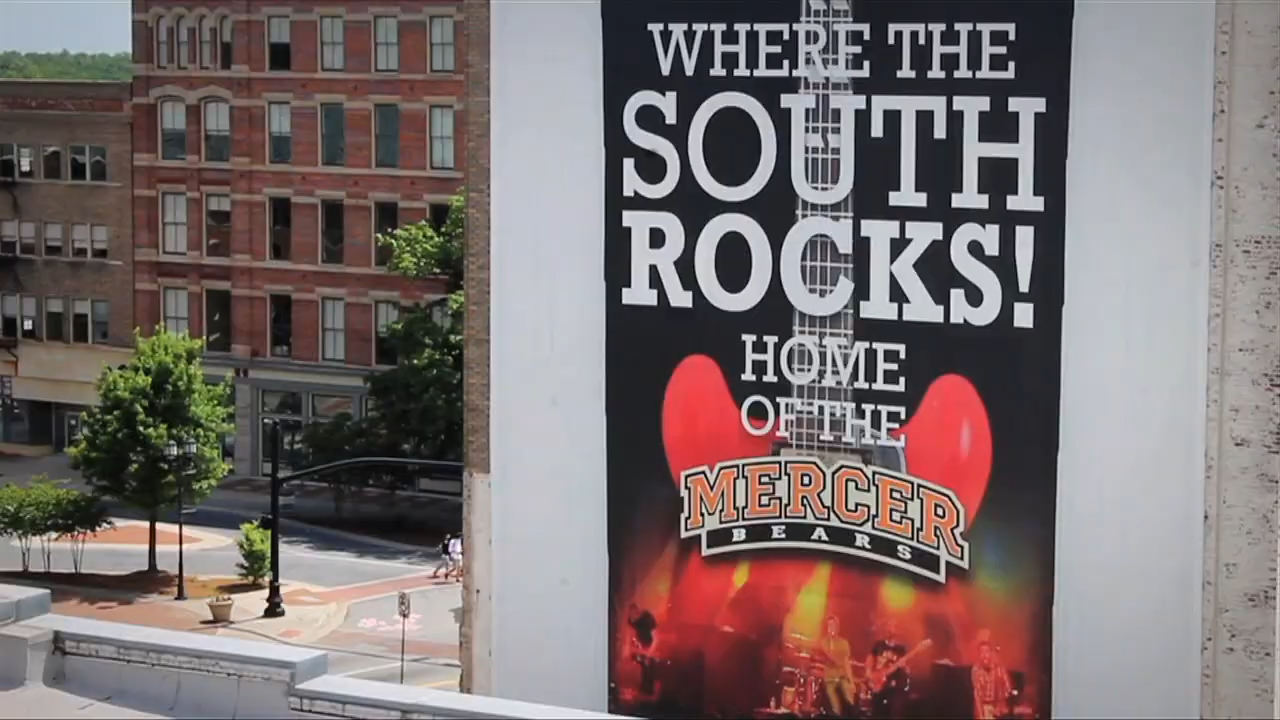 WHERE THE
SOUTH
ROCKS!
HOME
OF THE
MERCER
BEARS